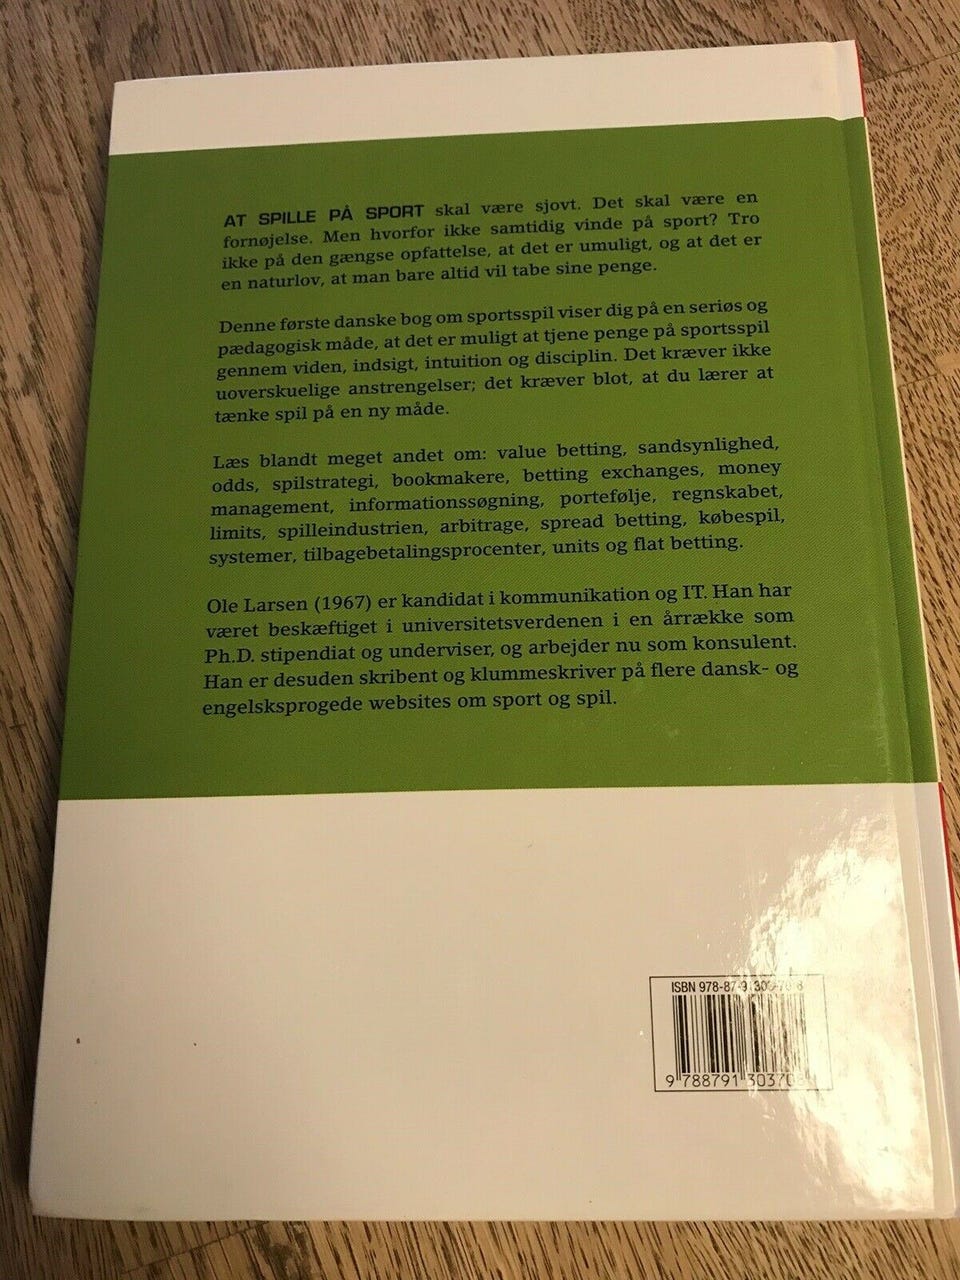 AT SPILLE PÅ SPORT skal være sjovt. Det skal være en
fornøjelse. Men hvorfor ikke samtidig vinde på sport? Tro
ikke på den gængse opfattelse, at det er umuligt, og at det er
en naturlov, at man bare altid vil tabe sine penge.
Denne første danske bog om sportsspil viser dig på en seriøs og
pædagogisk måde, at det er muligt at tjene penge på sportsspil
gennem viden, indsigt, intuition og disciplin. Det kræver ikke
uoverskuelige anstrengelser; det kræver blot, at du lærer at
tænke spil på en ny måde.
Læs blandt meget andet om: value betting, sandsynlighed,
odds, spilstrategi, bookmakere, betting exchanges, money
management, informationssøgning, portefølje, regnskabet,
limits, spilleindustrien, arbitrage, spread betting, købespil,
systemer, tilbagebetalingsprocenter, units og flat betting.
Ole Larsen (1967) er kandidat i kommunikation og IT. Han har
været beskæftiget i universitetsverdenen i en årrække som
Ph.D. stipendiat og underviser, og arbejder nu som konsulent.
Han er desuden skribent og klummeskriver på flere dansk- og
engelsksprogede websites om sport og spil.
ISBN
9 788791